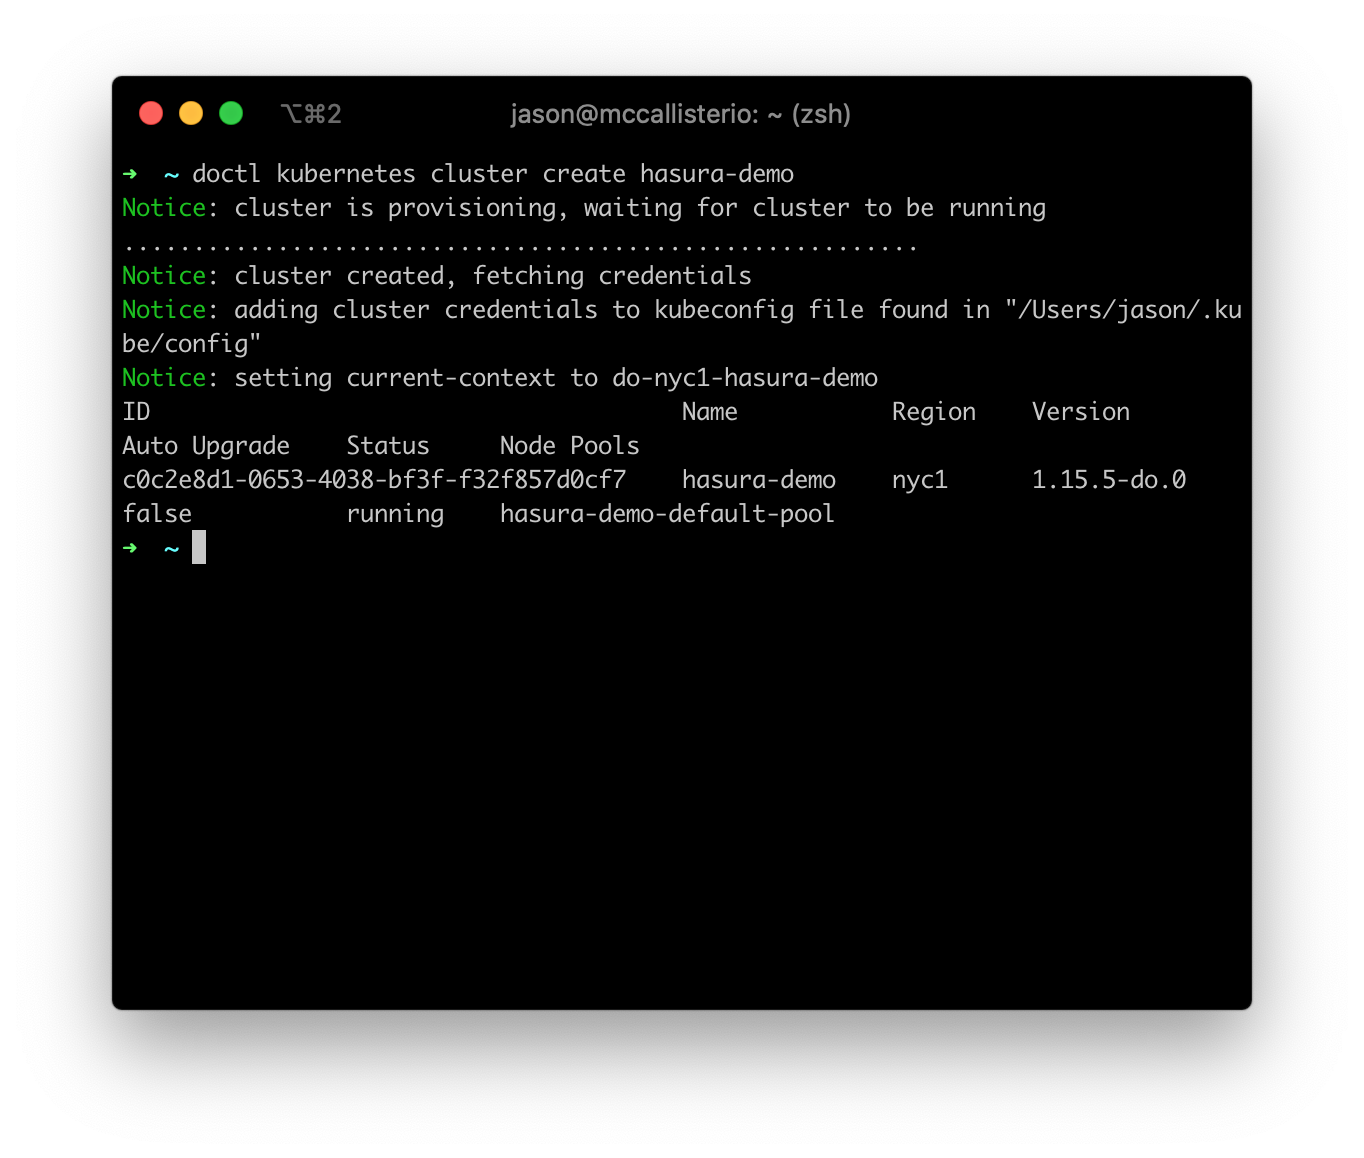 ⌥⌘2 jason@mccallisterio: ~ (zsh)
➜  ~ doctl kubernetes cluster create hasura-demo
Notice: cluster is provisioning, waiting for cluster to be running
.........................................................
Notice: cluster created, fetching credentials
Notice: adding cluster credentials to kubeconfig file found in "/Users/jason/.ku
be/config"
Notice: setting current-context to do-nyc1-hasura-demo
ID                                      Name           Region    Version
Auto Upgrade    Status     Node Pools
c0c2e8d1-0653-4038-bf3f-f32f857d0cf7    hasura-demo    nyc1      1.15.5-do.0
false           running    hasura-demo-default-pool
➜  ~